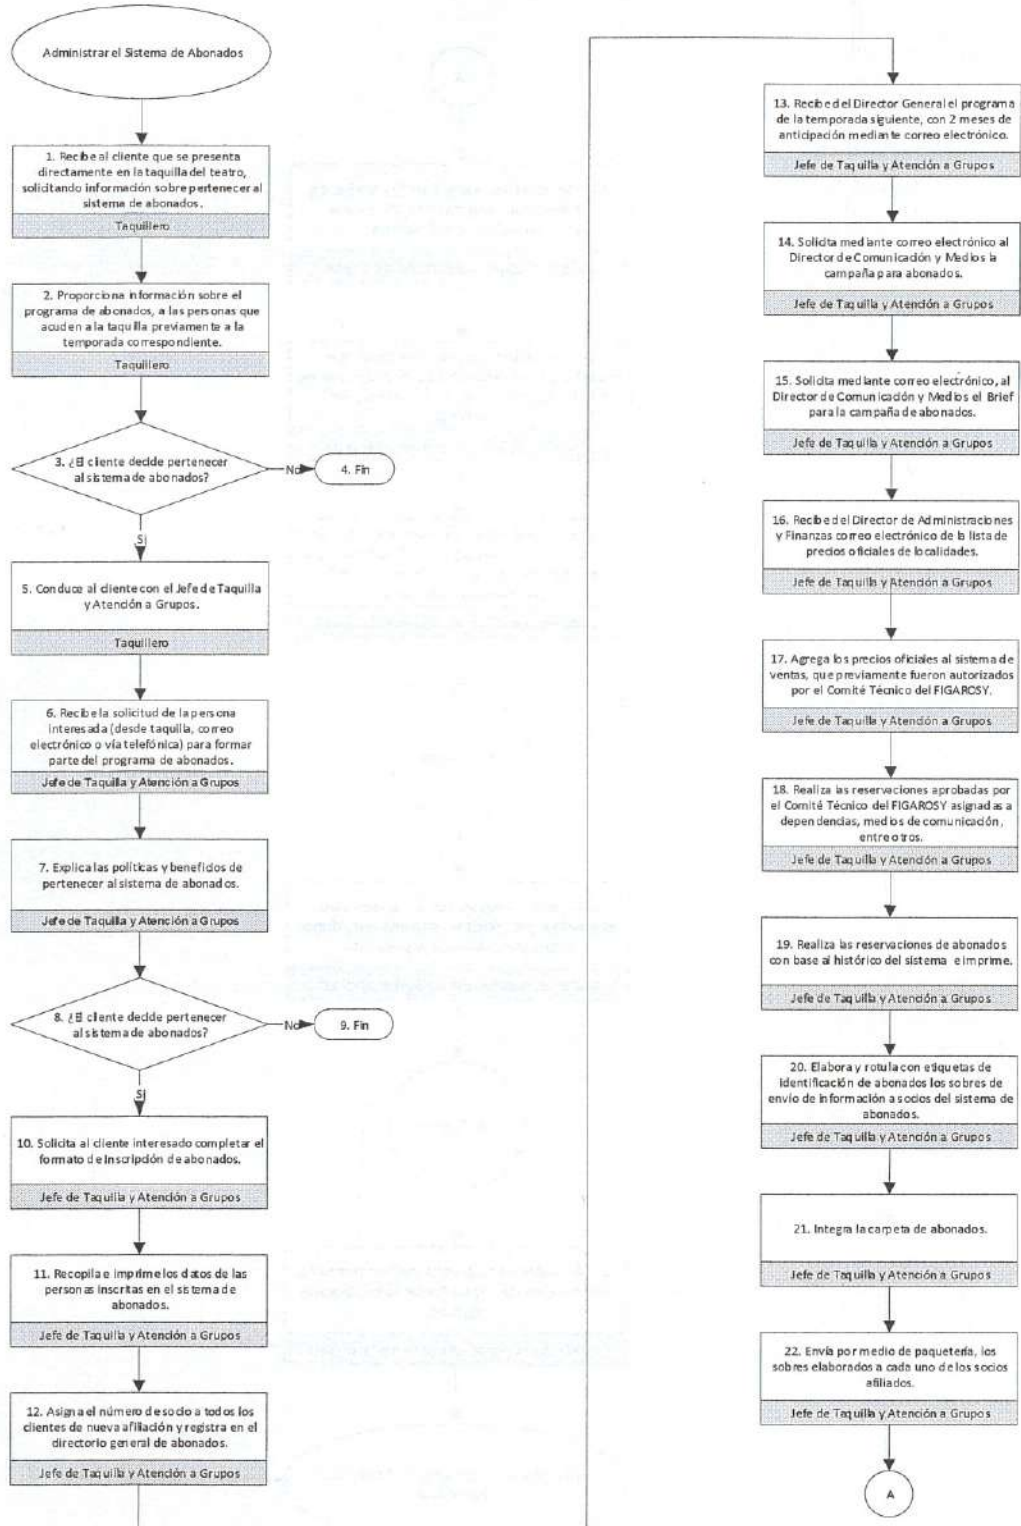 Administrar el Sistema de Abonados
1. Recibe al cliente que se presenta
directamente en la taquilla del teatro,
solicitando información sobre pertenecer al
sistema de abonados.
Taquillero
2. Proporciona información sobre el
programa de abonados, a las personas que
acuden a la taquilla previamente a la
temporada correspondiente.
Taquillero
3. ¿El cliente decide pertenecer
al sistema de abonados?
No
4. Fin
Si
5. Conduce al cliente con el Jefe de Taquilla
y Atención a Grupos.
Taquillero
6. Recibe la solicitud de la persona
interesada (desde taquilla, correo
electrónico o vía telefónica) para formar
parte del programa de abonados.
Jefe de Taquilla y Atención a Grupos
7. Explica las políticas y beneficios de
pertenecer al sistema de abonados.
Jefe de Taquilla y Atención a Grupos
8. ¿El cliente decide pertenecer
al sistema de abonados?
No
9. Fin
Si
10. Solicita al cliente interesado completar el
formato de Inscripción de abonados.
Jefe de Taquilla y Atención a Grupos
11. Recopila e imprime los datos de las
personas inscritas en el sistema de
abonados.
Jefe de Taquilla y Atención a Grupos
12. Asigna el número de socio a todos los
clientes de nueva afiliación y registra en el
directorio general de abonados.
Jefe de Taquilla y Atención a Grupos
13. Recibe del Director General el programa
de la temporada siguiente, con 2 meses de
anticipación mediante correo electrónico.
Jefe de Taquilla y Atención a Grupos
14. Solicita mediante correo electrónico al
Director de Comunicación y Medios la
campaña para abonados.
Jefe de Taquilla y Atención a Grupos
15. Solicita mediante correo electrónico, al
Director de Comunicación y Medios el Brief
para la campaña de abonados.
Jefe de Taquilla y Atención a Grupos
16. Recibe del Director de Administraciones
y Finanzas correo electrónico de la lista de
precios oficiales de localidades.
Jefe de Taquilla y Atención a Grupos
17. Agrega los precios oficiales al sistema de
ventas, que previamente fueron autorizados
por el Comité Técnico del FIGAROSY.
Jefe de Taquilla y Atención a Grupos
18. Realiza las reservaciones aprobadas por
el Comité Técnico del FIGAROSY asignadas a
dependencias, medios de comunicación,
entre otros.
Jefe de Taquilla y Atención a Grupos
19. Realiza las reservaciones de abonados
con base al histórico del sistema e imprime.
Jefe de Taquilla y Atención a Grupos
20. Elabora y rotula con etiquetas de
identificación de abonados los sobres de
envío de información a socios del sistema de
abonados.
Jefe de Taquilla y Atención a Grupos
21. Integra la carpeta de abonados.
Jefe de Taquilla y Atención a Grupos
22. Envía por medio de paquetería, los
sobres elaborados a cada uno de los socios
afiliados.
Jefe de Taquilla y Atención a Grupos
A